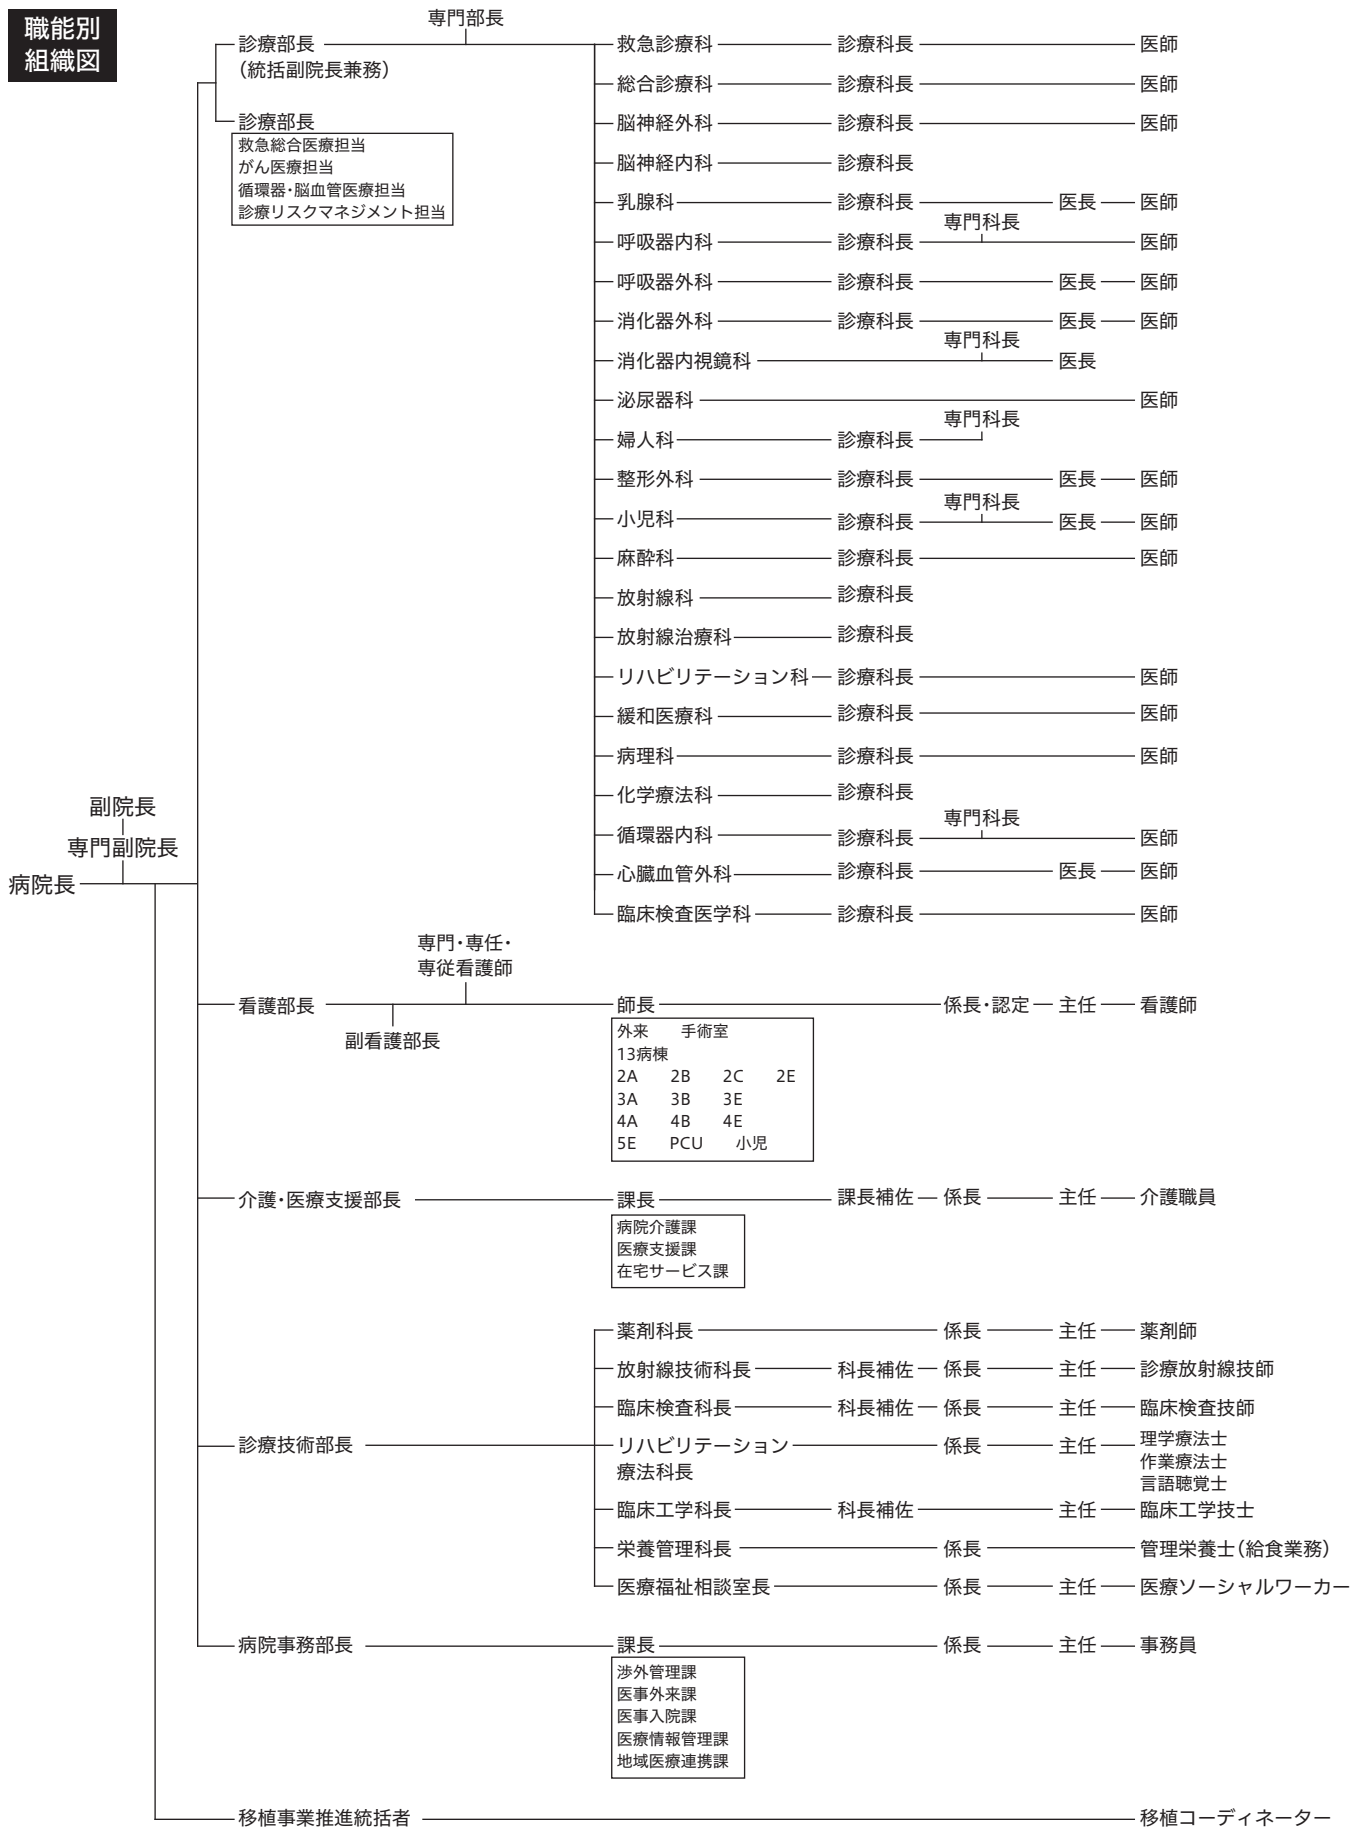 職能別
組織図
専門部長
診療部長
(統括副院長兼務)
診療部長
救急総合医療担当
がん医療担当
循環器・脳血管医療担当
診療リスクマネジメント担当
救急診療科 診療科長 医師
総合診療科 診療科長 医師
脳神経外科 診療科長 医師
脳神経内科 診療科長
乳腺科 診療科長 医長 医師
専門科長
呼吸器内科 診療科長 医師
呼吸器外科 診療科長 医長 医師
消化器外科 診療科長 医長 医師
専門科長
消化器内視鏡科 医長
泌尿器科 医師
専門科長
婦人科 診療科長
整形外科 診療科長 医長 医師
専門科長
小児科 診療科長 医長 医師
麻酔科 診療科長 医師
放射線科 診療科長
放射線治療科 診療科長
リハビリテーション科 診療科長 医師
緩和医療科 診療科長 医師
病理科 診療科長 医師
化学療法科 診療科長
専門科長
循環器内科 診療科長 医師
心臓血管外科 診療科長 医長 医師
臨床検査医学科 診療科長 医師
副院長
専門副院長
病院長
専門・専任・
専従看護師
看護部長 師長 係長・認定 主任 看護師
副看護部長
外来 手術室
13病棟
2A 2B 2C 2E
3A 3B 3E
4A 4B 4E
5E PCU 小児
介護・医療支援部長 課長 課長補佐 係長 主任 介護職員
病院介護課
医療支援課
在宅サービス課
診療技術部長
薬剤科長 係長 主任 薬剤師
放射線技術科長 科長補佐 係長 主任 診療放射線技師
臨床検査科長 科長補佐 係長 主任 臨床検査技師
リハビリテーション
療法科長
係長 主任
理学療法士
作業療法士
言語聴覚士
臨床工学科長 科長補佐 主任 臨床工学技士
栄養管理科長 係長 管理栄養士(給食業務)
医療福祉相談室長 係長 主任 医療ソーシャルワーカー
病院事務部長 課長 係長 主任 事務員
渉外管理課
医事外来課
医事入院課
医療情報管理課
地域医療連携課
移植事業推進統括者 移植コーディネーター